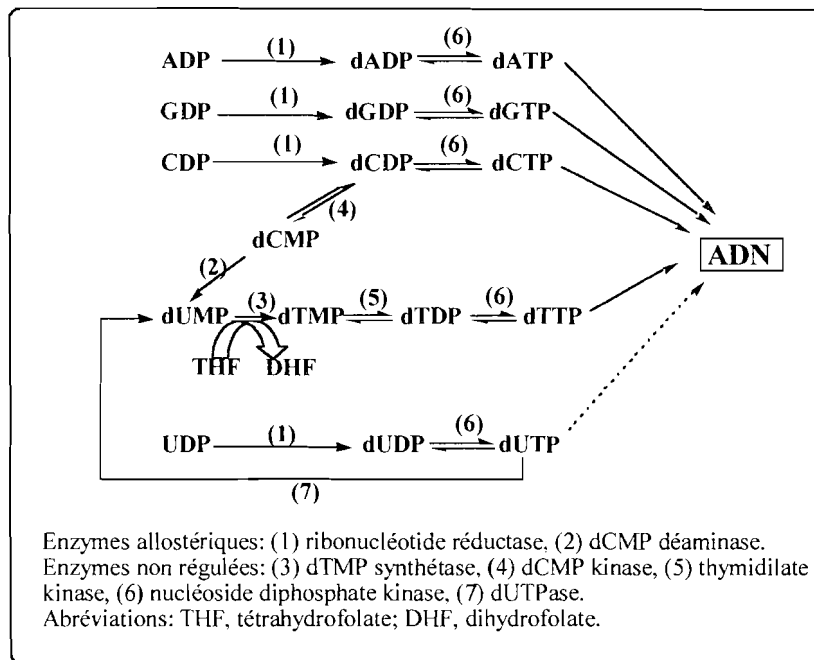 ADP (1) dADP (6) dATP
GDP (1) dGDP (6) dGTP
CDP (1) dCDP (6) dCTP
(4)
dCMP
ADN
(2)
dUMP (3) dTMP (5) dTDP (6) dTTP
THF DHF
UDP (1) dUDP (6) dUTP
(7)
Enzymes allostériques: (1) ribonucléotide réductase, (2) dCMP déaminase.
Enzymes non régulées: (3) dTMP synthétase, (4) dCMP kinase, (5) thymidilate
kinase, (6) nucléoside diphosphate kinase, (7) dUTPase.
Abréviations: THF, tétrahydrofolate; DHF, dihydrofolate.